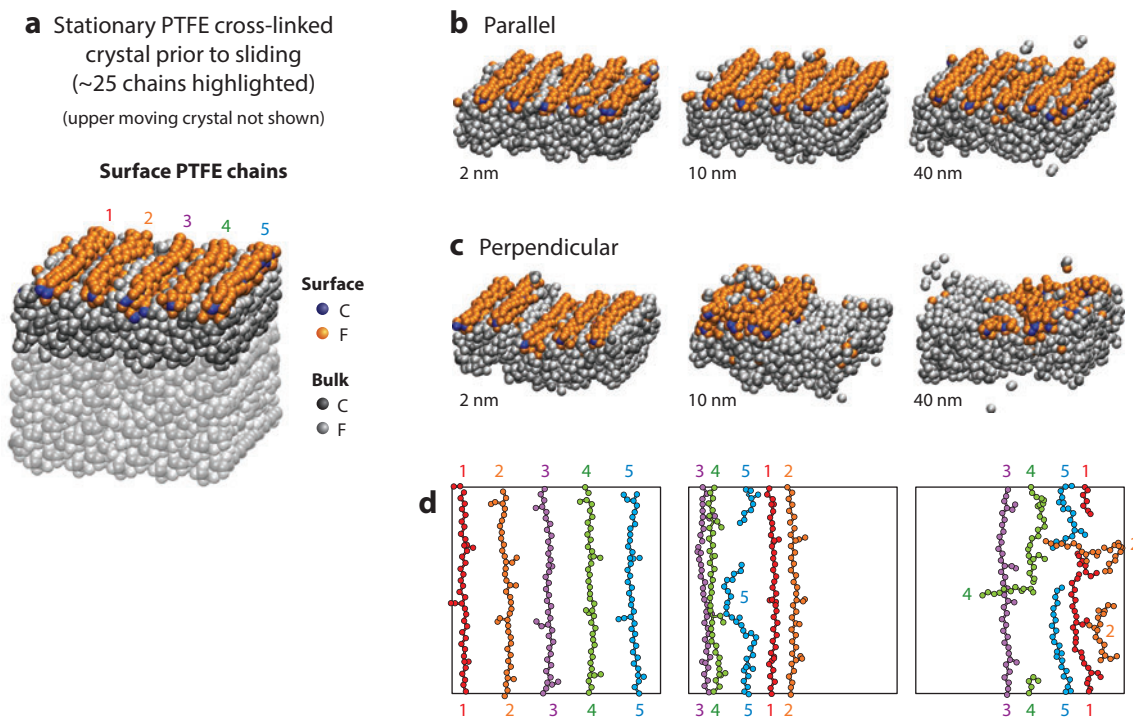 a Stationary PTFE cross-linked
crystal prior to sliding
(~25 chains highlighted)
(upper moving crystal not shown)
Surface PTFE chains
1 2 3 4 5
Surface
C
F
Bulk
C
F
b Parallel
2 nm 10 nm 40 nm
c Perpendicular
2 nm 10 nm 40 nm
d
1 2 3 4 5
1 2 3 4 5
3 4 5 1 2
5
3 4 5 1 2
3 4 5 1
2
4
2
3 4 5 1